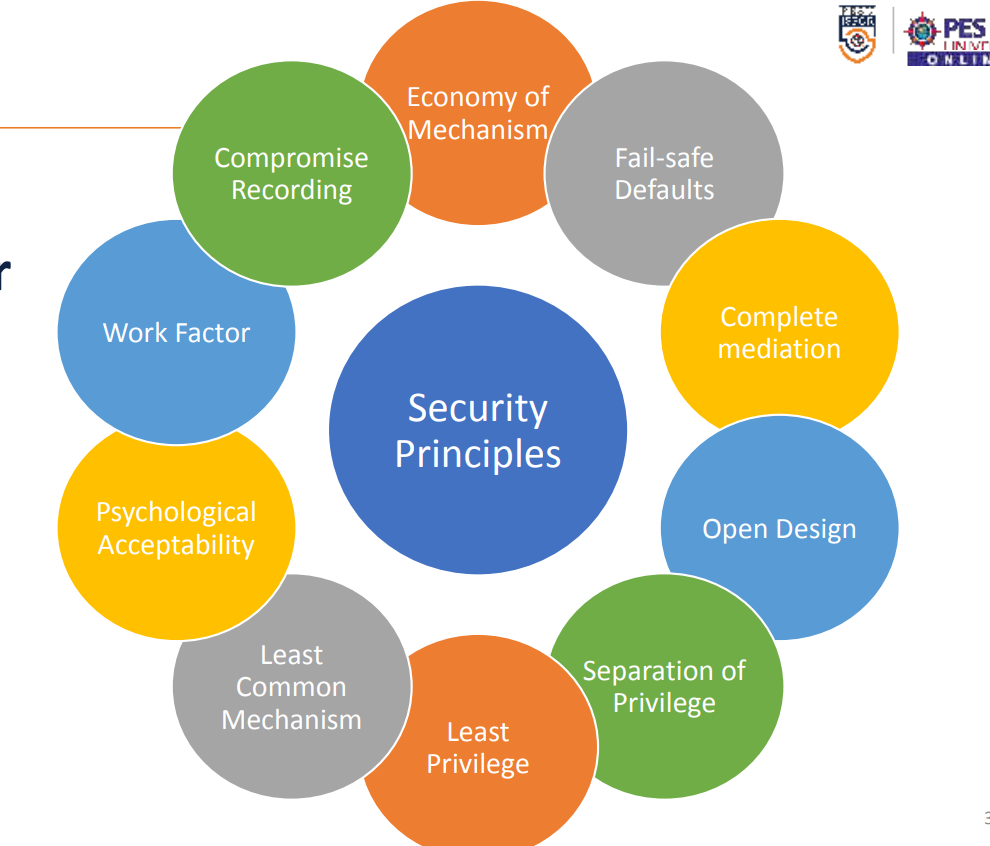 PES
ONLIN
Economy of
Mechanism
Fail-safe
Defaults
Complete
mediation
Open Design
Separation of
Privilege
Least
Privilege
Least
Common
Mechanism
Psychological
Acceptability
Work Factor
Compromise
Recording
Security
Principles
r
3